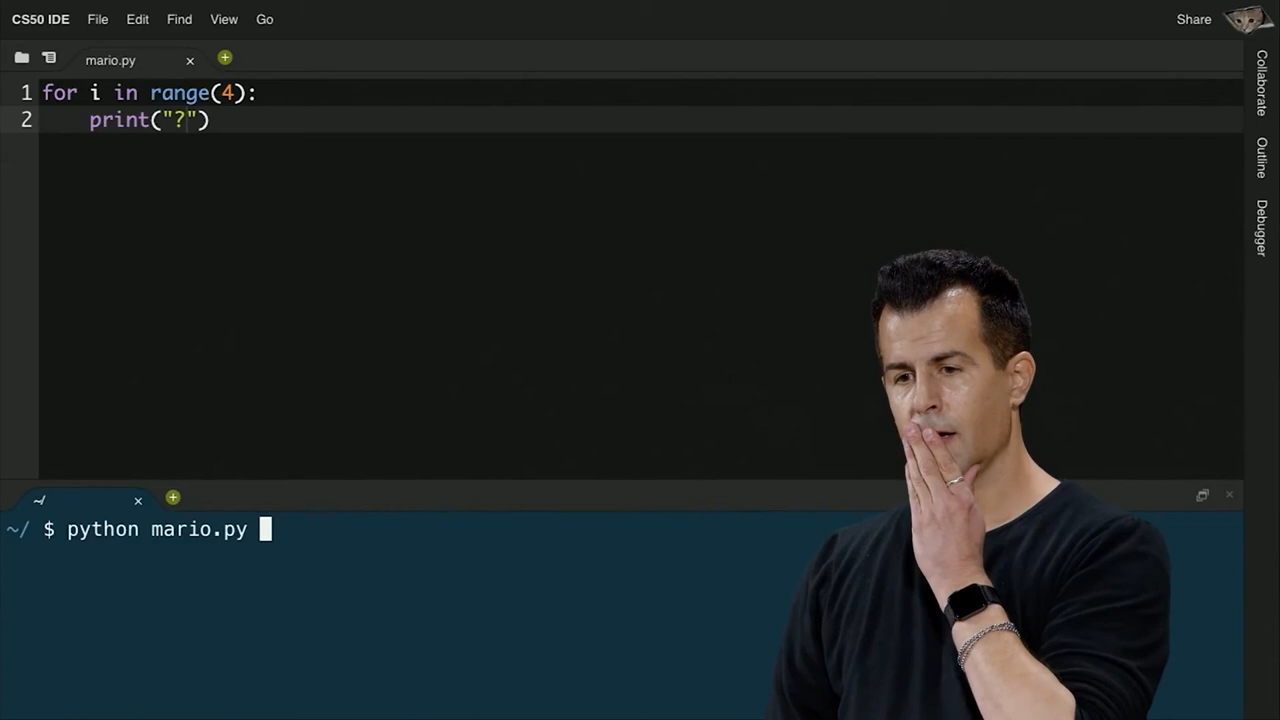 CS50 IDE File Edit Find View Go Share
mario.py
1 for i in range(4):
2     print("?")
Collaborate
Outline
Debugger
~/
~/ $ python mario.py